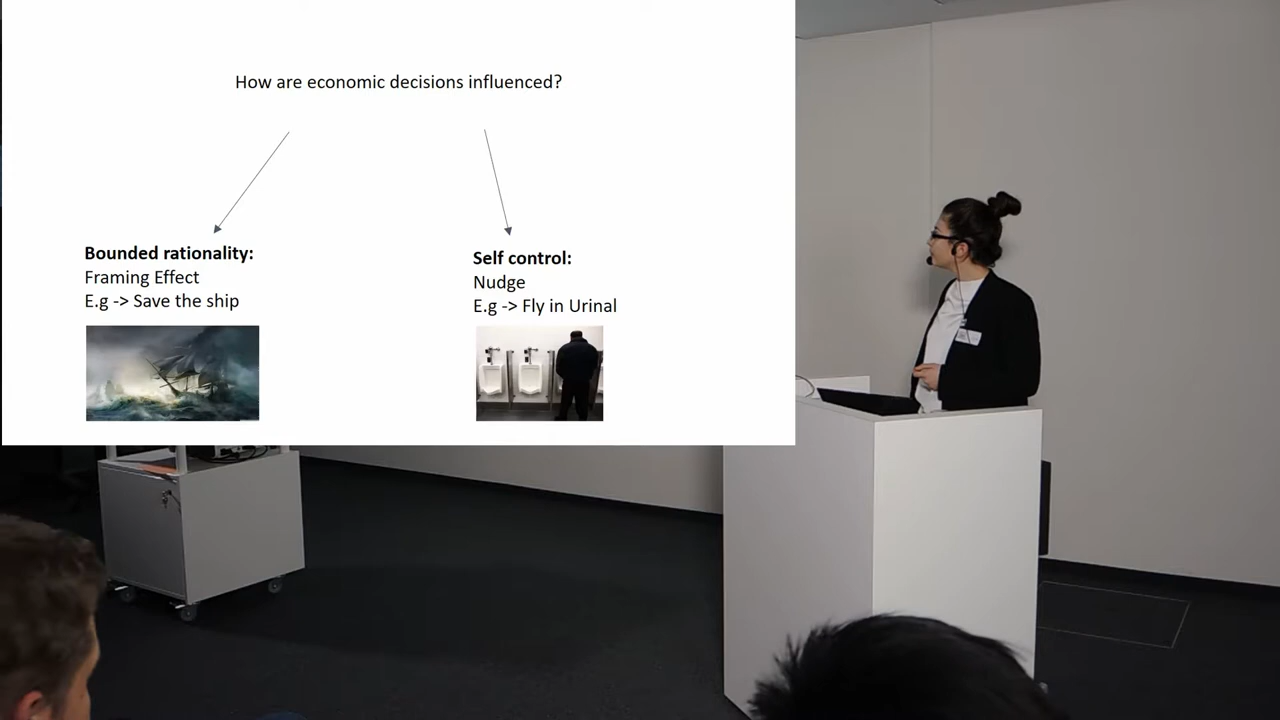 How are economic decisions influenced?
Bounded rationality:
Framing Effect
E.g -> Save the ship
Self control:
Nudge
E.g -> Fly in Urinal